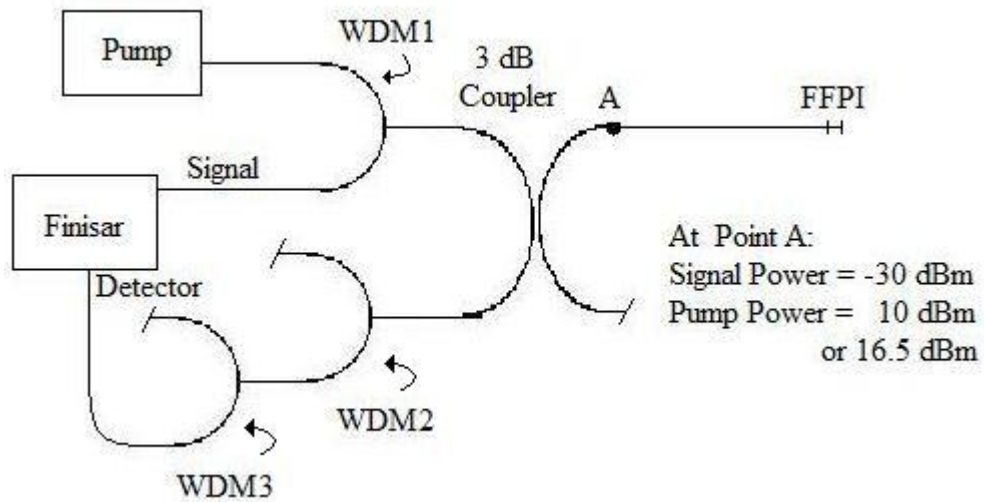 Pump
WDM1
3 dB
Coupler
A
FFPI
Signal
Finisar
Detector
At Point A:
Signal Power = -30 dBm
Pump Power = 10 dBm
or 16.5 dBm
WDM2
WDM3